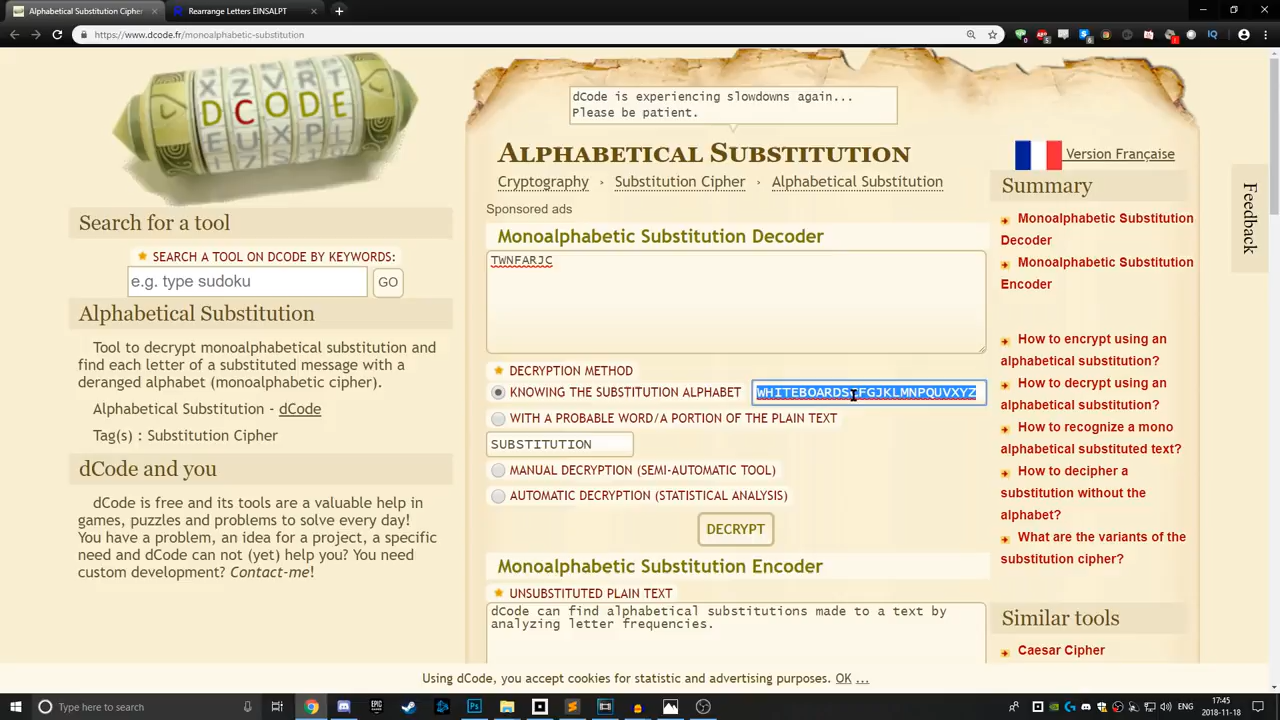 Alphabetical Substitution Cipher
Rearrange Letters EINSALPT
https://www.dcode.fr/monoalphabetic-substitution
DCODE
dCode is experiencing slowdowns again...
Please be patient.
ALPHABETICAL SUBSTITUTION
Cryptography › Substitution Cipher › Alphabetical Substitution
Version Française
Sponsored ads
Search for a tool
SEARCH A TOOL ON DCODE BY KEYWORDS:
e.g. type sudoku
GO
Alphabetical Substitution
Tool to decrypt monoalphabetic substitution and
find each letter of a substituted message with a
deranged alphabet (monoalphabetic cipher).
Alphabetical Substitution - dCode
Tag(s) : Substitution Cipher
dCode and you
dCode is free and its tools are a valuable help in
games, puzzles and problems to solve every day!
You have a problem, an idea for a project, a specific
need and dCode can not (yet) help you? You need
custom development? Contact-me!
Monoalphabetic Substitution Decoder
TWNFARJC
DECRYPTION METHOD
KNOWING THE SUBSTITUTION ALPHABET
WITH A PROBABLE WORD/A PORTION OF THE PLAIN TEXT
SUBSTITUTION
MANUAL DECRYPTION (SEMI-AUTOMATIC TOOL)
AUTOMATIC DECRYPTION (STATISTICAL ANALYSIS)
DECRYPT
Monoalphabetic Substitution Encoder
UNSUBSTITUTED PLAIN TEXT
dCode can find alphabetical substitutions made to a text by
analyzing letter frequencies.
Summary
Monoalphabetic Substitution
Decoder
Monoalphabetic Substitution
Encoder
How to encrypt using an
alphabetical substitution?
How to decrypt using an
alphabetical substitution?
How to recognize a mono
alphabetical substituted text?
How to decipher a
substitution without the
alphabet?
What are the variants of the
substitution cipher?
Similar tools
Caesar Cipher
Feedback
Using dCode, you accept cookies for statistic and advertising purposes. OK ...
Type here to search
ENG
17:45
2018-11-18